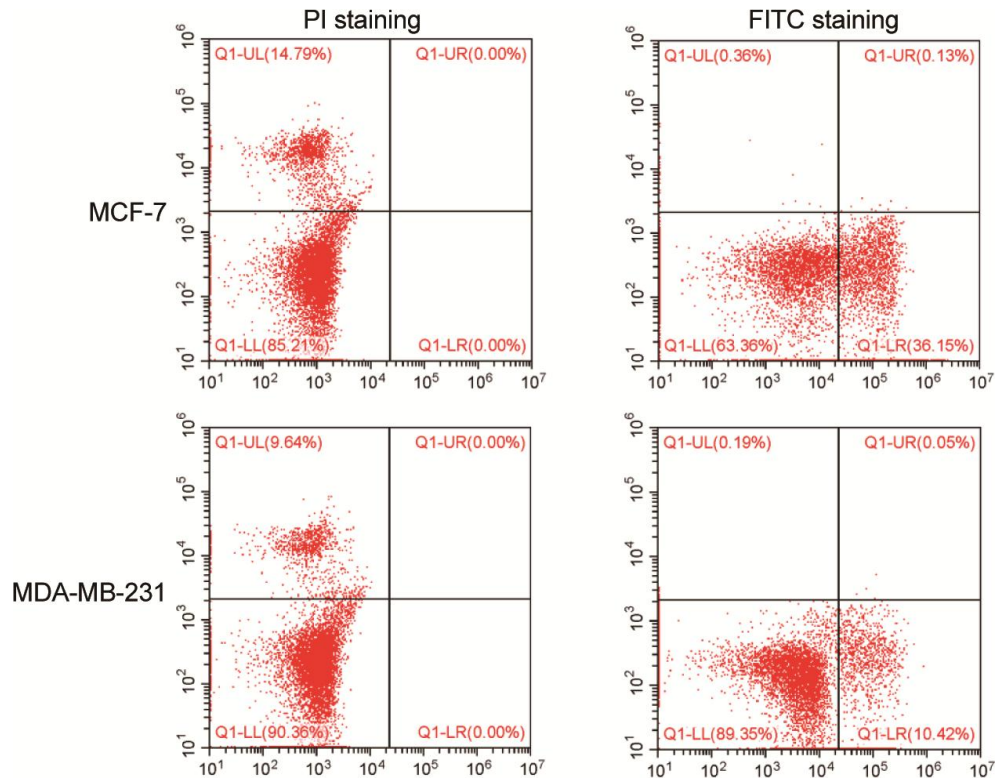 PI staining
FITC staining
MCF-7
Q1-UL(14.79%) Q1-UR(0.00%)
10^6
10^5
10^4
10^3
10^2
10^1
Q1-LL(85.21%) Q1-LR(0.00%)
10^1 10^2 10^3 10^4 10^5 10^6 10^7
Q1-UL(0.36%) Q1-UR(0.13%)
10^6
10^5
10^4
10^3
10^2
10^1
Q1-LL(63.36%) Q1-LR(36.15%)
10^1 10^2 10^3 10^4 10^5 10^6 10^7
MDA-MB-231
Q1-UL(9.64%) Q1-UR(0.00%)
10^6
10^5
10^4
10^3
10^2
10^1
Q1-LL(90.36%) Q1-LR(0.00%)
10^1 10^2 10^3 10^4 10^5 10^6 10^7
Q1-UL(0.19%) Q1-UR(0.05%)
10^6
10^5
10^4
10^3
10^2
10^1
Q1-LL(89.35%) Q1-LR(10.42%)
10^1 10^2 10^3 10^4 10^5 10^6 10^7